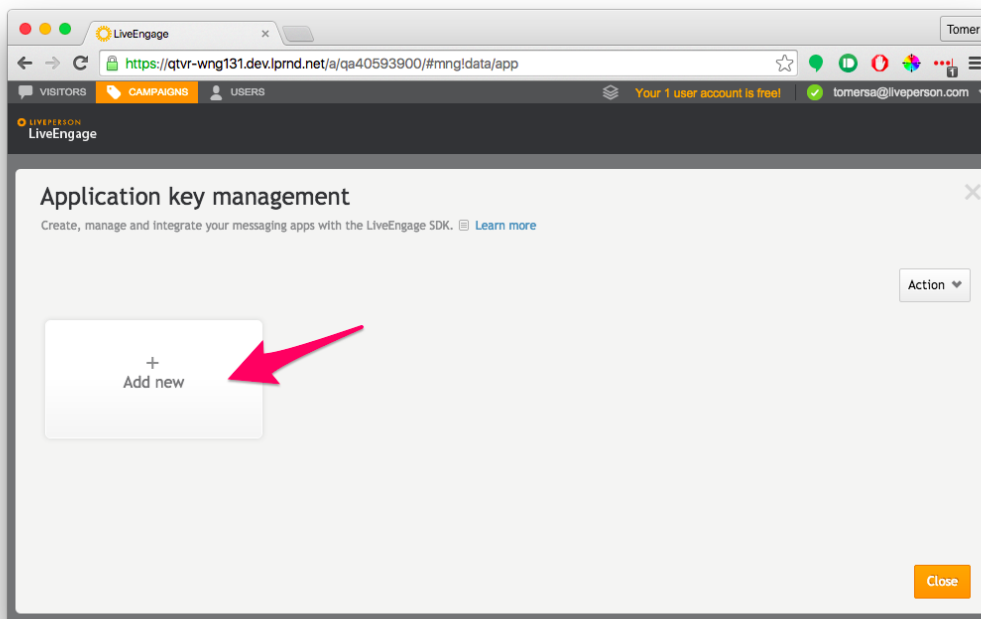 LiveEngage
Tomer
https://qtvr-wng131.dev.lprnd.net/a/qa40593900/#mng!data/app
1
VISITORS CAMPAIGNS USERS Your 1 user account is free! tomersa@liveperson.com
LIVEPERSON
LiveEngage
Application key management
Create, manage and integrate your messaging apps with the LiveEngage SDK. Learn more
Action
+
Add new
Close